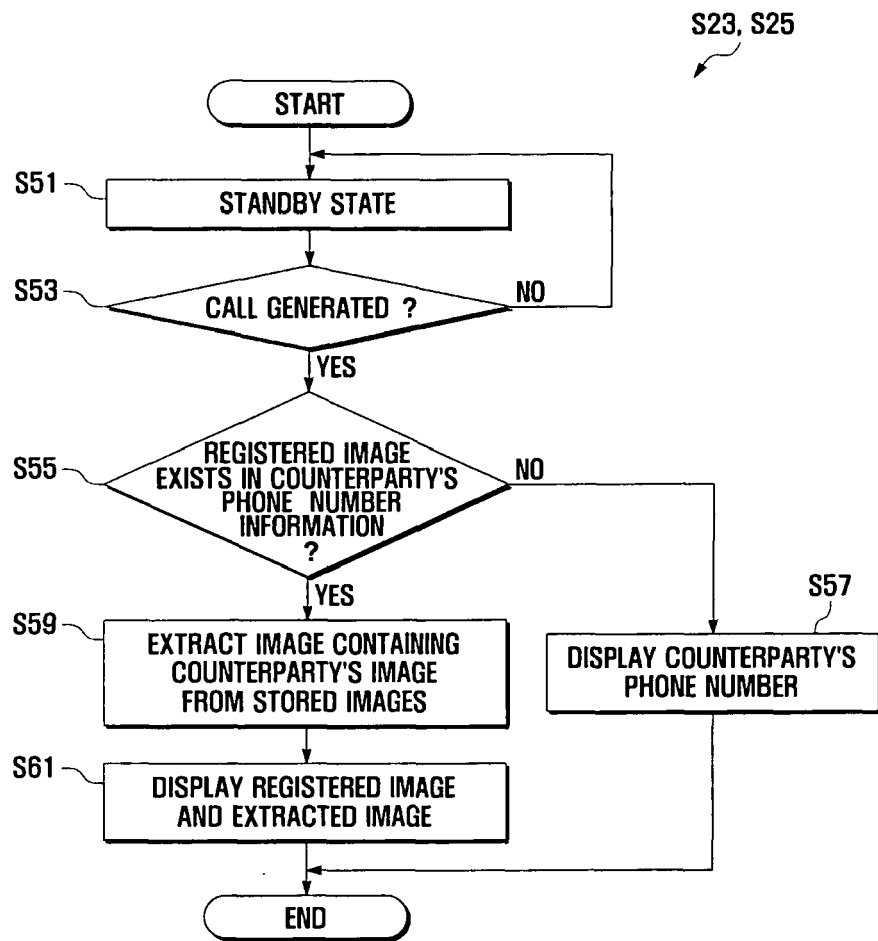 S23, S25
START
S51
STANDBY STATE
S53
CALL GENERATED ?
NO
YES
S55
REGISTERED IMAGE
EXISTS IN COUNTERPARTY'S
PHONE NUMBER
INFORMATION
?
NO
YES
S59
EXTRACT IMAGE CONTAINING
COUNTERPARTY'S IMAGE
FROM STORED IMAGES
S57
DISPLAY COUNTERPARTY'S
PHONE NUMBER
S61
DISPLAY REGISTERED IMAGE
AND EXTRACTED IMAGE
END